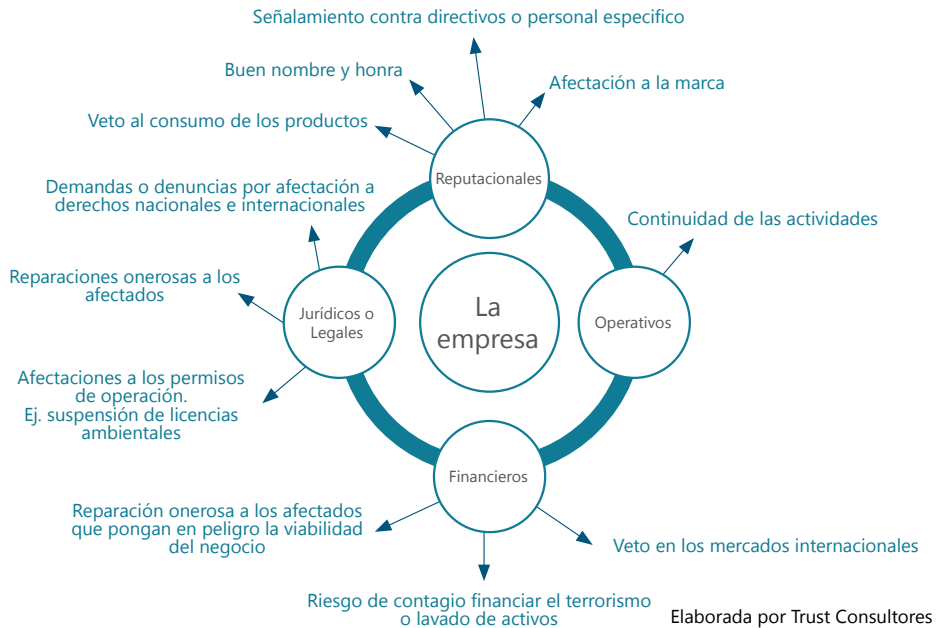 Señalamiento contra directivos o personal especifico
Buen nombre y honra
Afectación a la marca
Veto al consumo de los productos
Reputacionales
Demandas o denuncias por afectación a
derechos nacionales e internacionales
Continuidad de las actividades
Reparaciones onerosas a los
afectados
Jurídicos o
Legales
La
empresa
Operativos
Afectaciones a los permisos
de operación.
Ej. suspensión de licencias
ambientales
Financieros
Reparación onerosa a los afectados
que pongan en peligro la viabilidad
del negocio
Veto en los mercados internacionales
Riesgo de contagio financiar el terrorismo
o lavado de activos
Elaborada por Trust Consultores